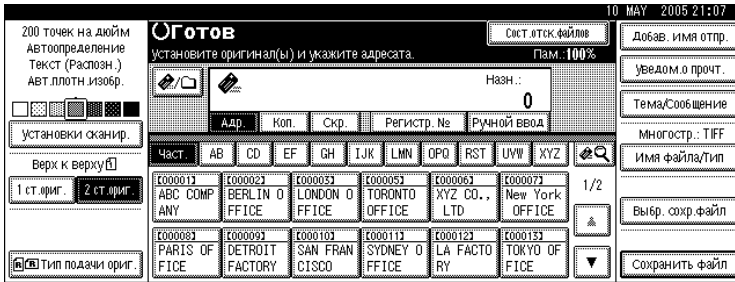 10 MAY 2005 21:07
200 точек на дюйм
Автоопределение
Текст (Распозн.)
Авт.плотн.изобр.
Установки сканир.
Верх к верху
1 ст.ориг.
2 ст.ориг.
Тип подачи ориг.
Готов
Сост.отск.файлов
Установите оригинал(ы) и укажите адресата.
Пам.:100%
Назн.:
0
Адр.
Коп.
Скр.
Регистр. №
Ручной ввод
Част.
AB
CD
EF
GH
IJK
LMN
OPQ
RST
UVW
XYZ
[00001]
ABC COMP
ANY
[00002]
BERLIN O
FFICE
[00003]
LONDON O
FFICE
[00005]
TORONTO
OFFICE
[00006]
XYZ CO.,
LTD
[00007]
New York
OFFICE
1/2
[00008]
PARIS OF
FICE
[00009]
DETROIT
FACTORY
[00010]
SAN FRAN
CISCO
[00011]
SYDNEY O
FFICE
[00012]
LA FACTO
RY
[00013]
TOKYO OF
FICE
Добав. имя отпр.
Уведом.о прочт.
Тема/Сообщение
Многостр.: TIFF
Имя файла/Тип
Выбр. сохр.файл
Сохранить файл